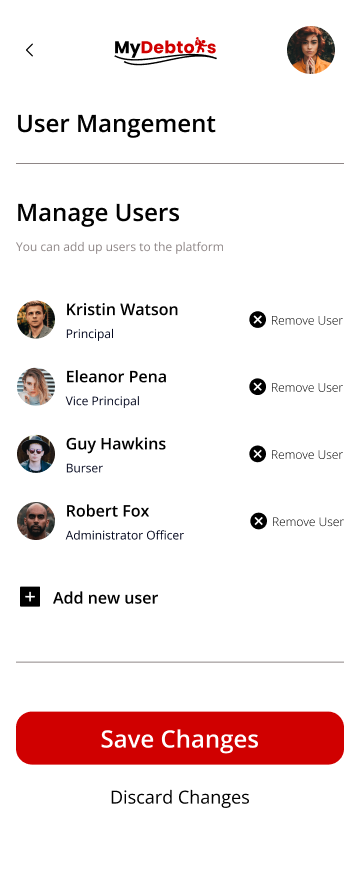 MyDebtors
User Mangement
Manage Users
You can add up users to the platform
Kristin Watson
Remove User
Principal
Eleanor Pena
Remove User
Vice Principal
Guy Hawkins
Remove User
Burser
Robert Fox
Remove User
Administrator Officer
Add new user
Save Changes
Discard Changes